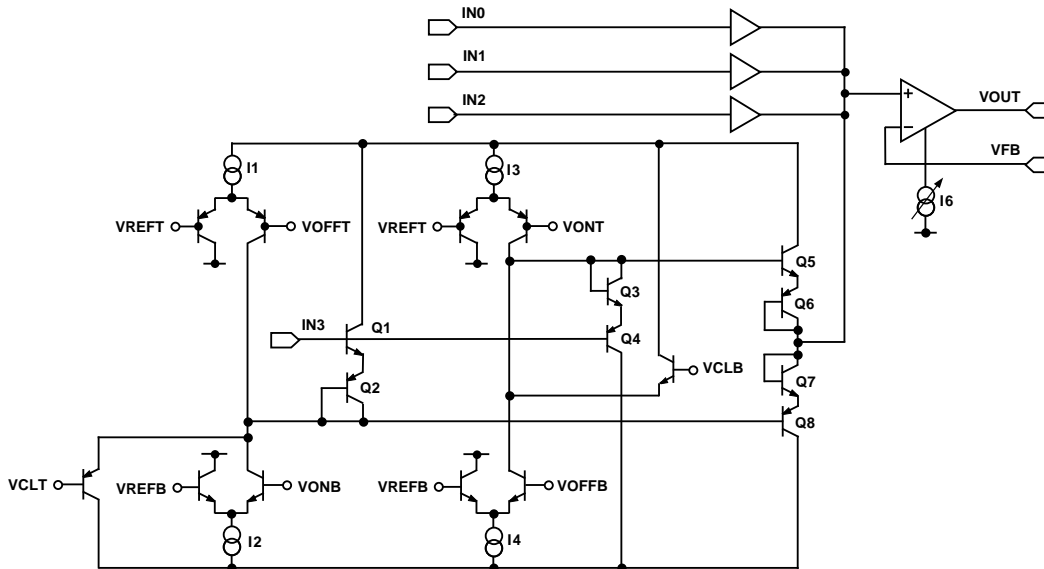 IN0
IN1
IN2
VOUT
VFB
I6
I1
I3
VREFT
VOFFT
VREFT
VONT
Q5
Q3
Q6
IN3
Q1
Q4
Q2
VCLB
Q7
Q8
VCLT
VREFB
VONB
VREFB
VOFFB
I2
I4